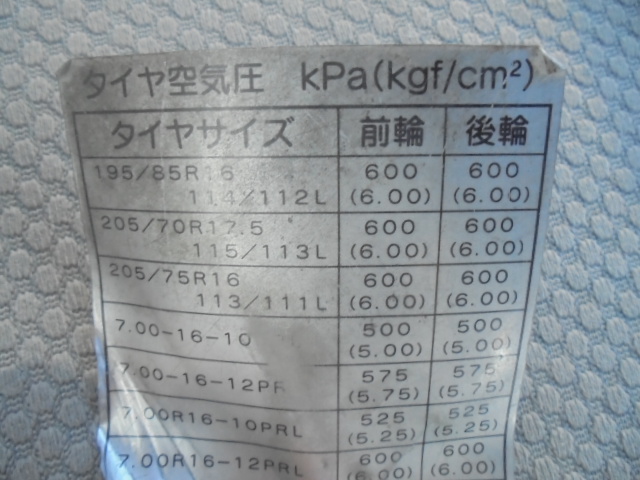 タイヤ空気圧 kPa(kgf/cm²)
タイヤサイズ 前輪 後輪
195/85R16 600 600
114/112L (6.00) (6.00)
205/70R17.5 600 600
115/113L (6.00) (6.00)
205/75R16 600 600
113/111L (6.00) (6.00)
7.00-16-10 500 500
(5.00) (5.00)
7.00-16-12PR 575 575
(5.75) (5.75)
7.00R16-10PRL 525 525
(5.25) (5.25)
7.00R16-12PRL 600 600
(6.00) (6.00)